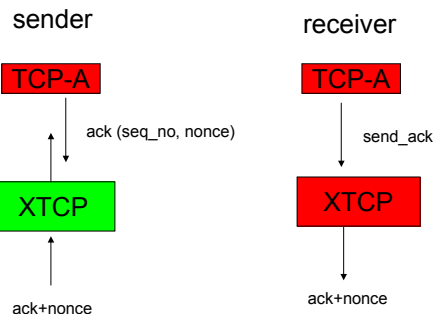 sender
receiver
TCP-A
TCP-A
ack (seq_no, nonce)
send_ack
XTCP
XTCP
ack+nonce
ack+nonce